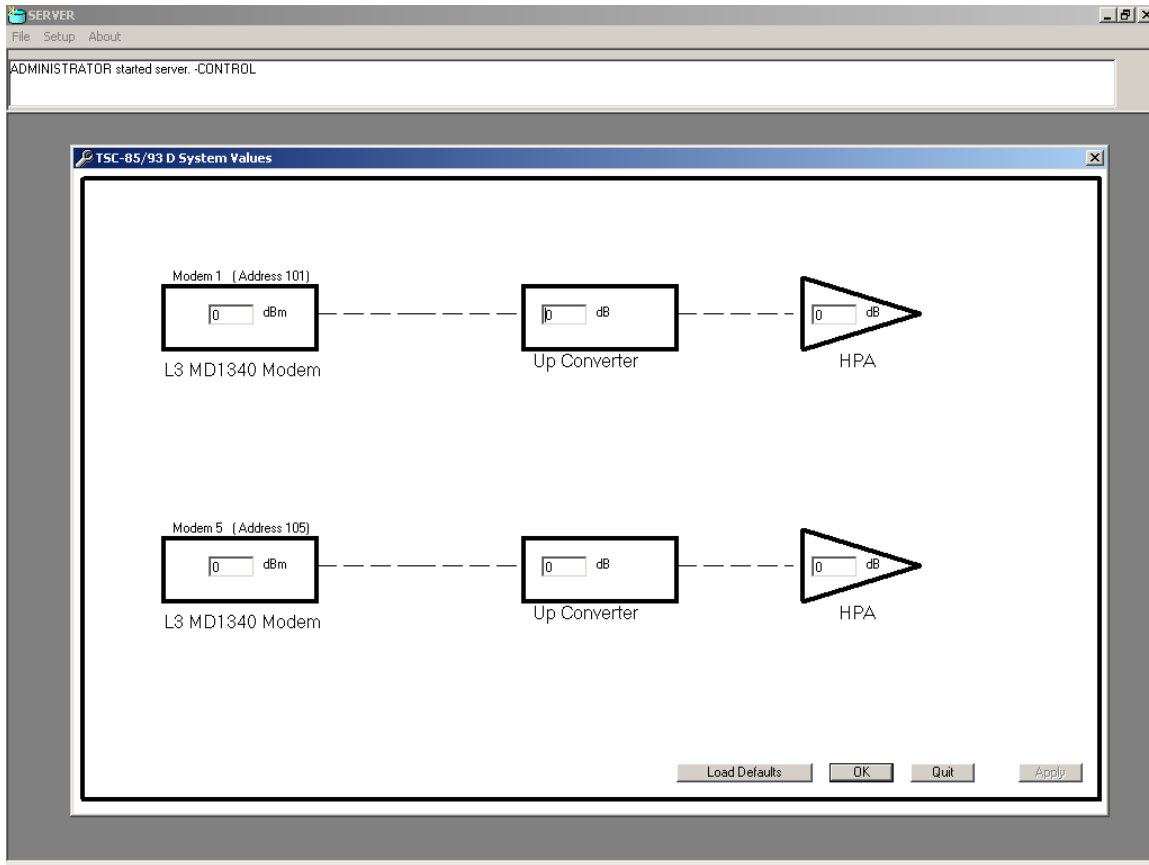 SERVER
File Setup About
ADMINISTRATOR started server. -CONTROL
TSC-85/93 D System Values
Modem 1 (Address 101)
0 dBm
0 dB
0 dB
L3 MD1340 Modem
Up Converter
HPA
Modem 5 (Address 105)
0 dBm
0 dB
0 dB
L3 MD1340 Modem
Up Converter
HPA
Load Defaults
OK
Quit
Apply